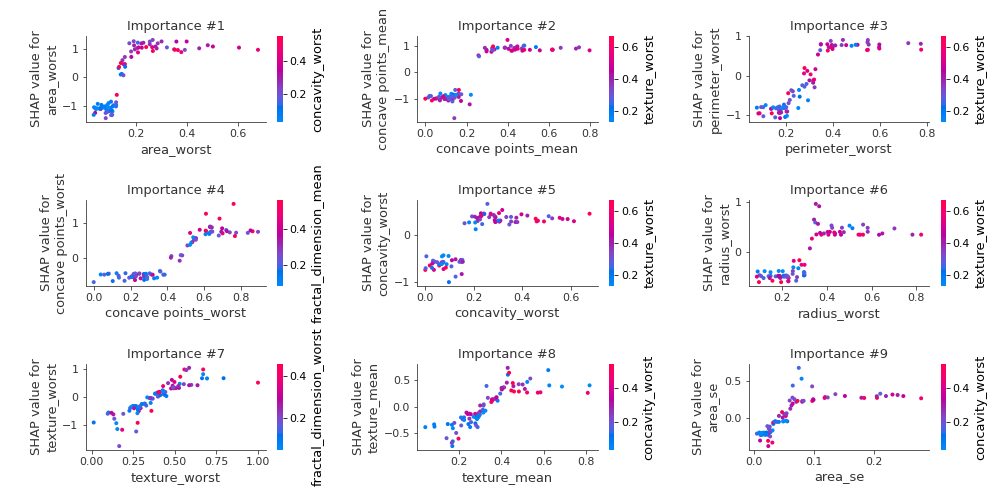 Importance #1
SHAP value for
area_worst
1
0
−1
0.2
0.4
0.6
area_worst
0.4
0.2
concavity_worst
Importance #2
SHAP value for
concave points_mean
1
0
−1
0.0
0.2
0.4
0.6
0.8
concave points_mean
0.6
0.4
0.2
texture_worst
Importance #3
SHAP value for
perimeter_worst
1
0
−1
0.0
0.2
0.4
0.6
0.8
perimeter_worst
0.6
0.4
0.2
texture_worst
Importance #4
SHAP value for
concave points_worst
1
0
0.0
0.2
0.4
0.6
0.8
concave points_worst
0.4
0.2
fractal_dimension_mean
Importance #5
SHAP value for
concavity_worst
0
−1
0.0
0.2
0.4
0.6
concavity_worst
0.6
0.4
0.2
texture_worst
Importance #6
SHAP value for
radius_worst
1
0
0.2
0.4
0.6
0.8
radius_worst
0.6
0.4
0.2
texture_worst
Importance #7
SHAP value for
texture_worst
1
0
−1
0.00
0.25
0.50
0.75
1.00
texture_worst
0.4
0.2
fractal_dimension_worst
Importance #8
SHAP value for
texture_mean
0.5
0.0
−0.5
0.2
0.4
0.6
0.8
texture_mean
0.4
0.2
concavity_worst
Importance #9
SHAP value for
area_se
0.5
0.0
0.0
0.1
0.2
area_se
0.4
0.2
concavity_worst